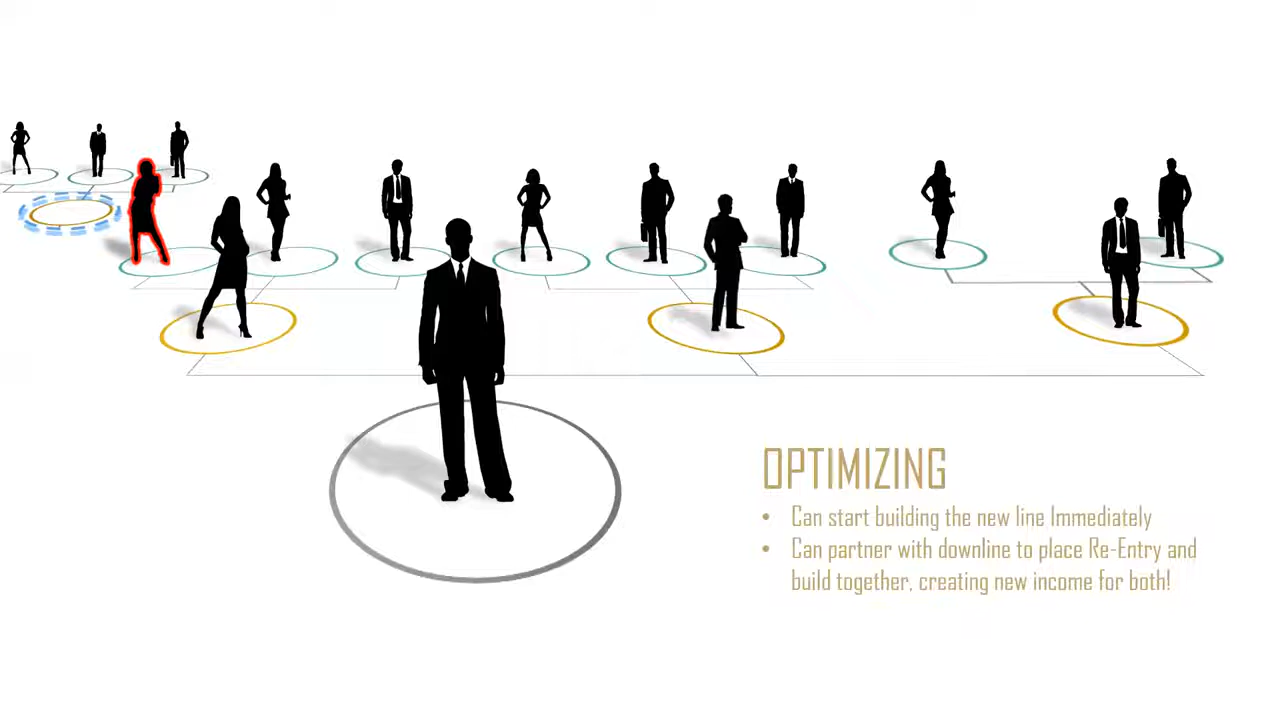 OPTIMIZING
• Can start building the new line Immediately
• Can partner with downline to place Re-Entry and
build together, creating new income for both!